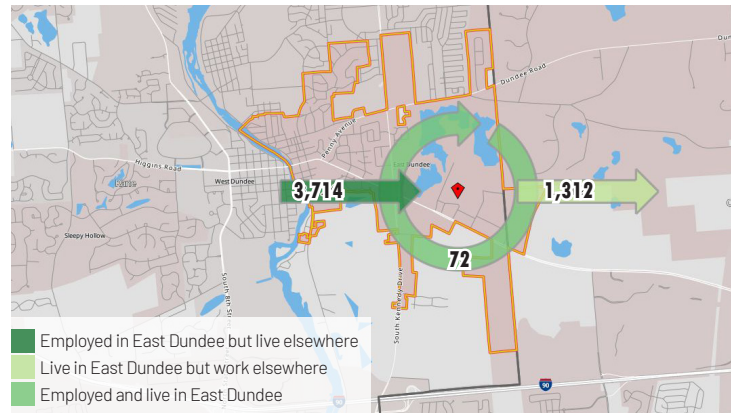 Dundee Road
Penny Avenue
Higgins Road
West Dundee
East Dundee
Kane
3,714
1,312
Sleepy Hollow
72
South Kennedy Drive
South 8th Street
90
90
Employed in East Dundee but live elsewhere
Live in East Dundee but work elsewhere
Employed and live in East Dundee